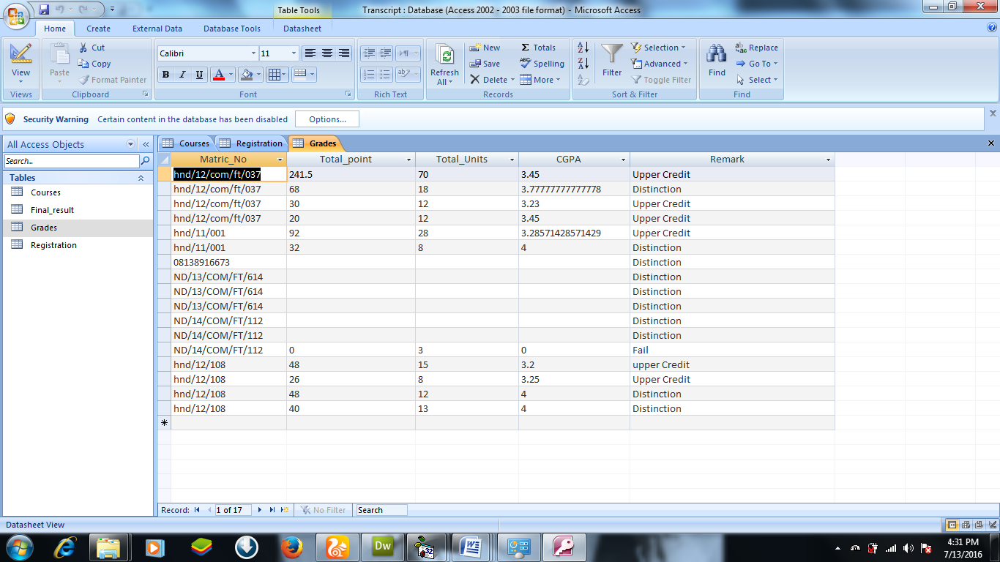 Table Tools Transcript : Database (Access 2002 - 2003 file format) - Microsoft Access
Home Create External Data Database Tools Datasheet
View Views
Paste Cut Copy Format Painter Clipboard
Calibri 11 B I U A Font
Rich Text
Refresh All New Save Delete Totals Spelling More Records
Filter Selection Advanced Toggle Filter Sort & Filter
Find Replace Go To Select Find
Security Warning Certain content in the database has been disabled Options...
All Access Objects
Search...
Tables
Courses
Final_result
Grades
Registration
Courses Registration Grades
Matric_No Total_point Total_Units CGPA Remark
hnd/12/com/ft/037 241.5 70 3.45 Upper Credit
hnd/12/com/ft/037 68 18 3.77777777777778 Distinction
hnd/12/com/ft/037 30 12 3.23 Upper Credit
hnd/12/com/ft/037 20 12 3.45 Upper Credit
hnd/11/001 92 28 3.28571428571429 Upper Credit
hnd/11/001 32 8 4 Distinction
08138916673 Distinction
ND/13/COM/FT/614 Distinction
ND/13/COM/FT/614 Distinction
ND/13/COM/FT/614 Distinction
ND/14/COM/FT/112 Distinction
ND/14/COM/FT/112 Distinction
ND/14/COM/FT/112 0 3 0 Fail
hnd/12/108 48 15 3.2 upper Credit
hnd/12/108 26 8 3.25 Upper Credit
hnd/12/108 48 12 4 Distinction
hnd/12/108 40 13 4 Distinction
Record: 1 of 17 No Filter Search
Datasheet View
Dw 32 W
4:31 PM
7/13/2016